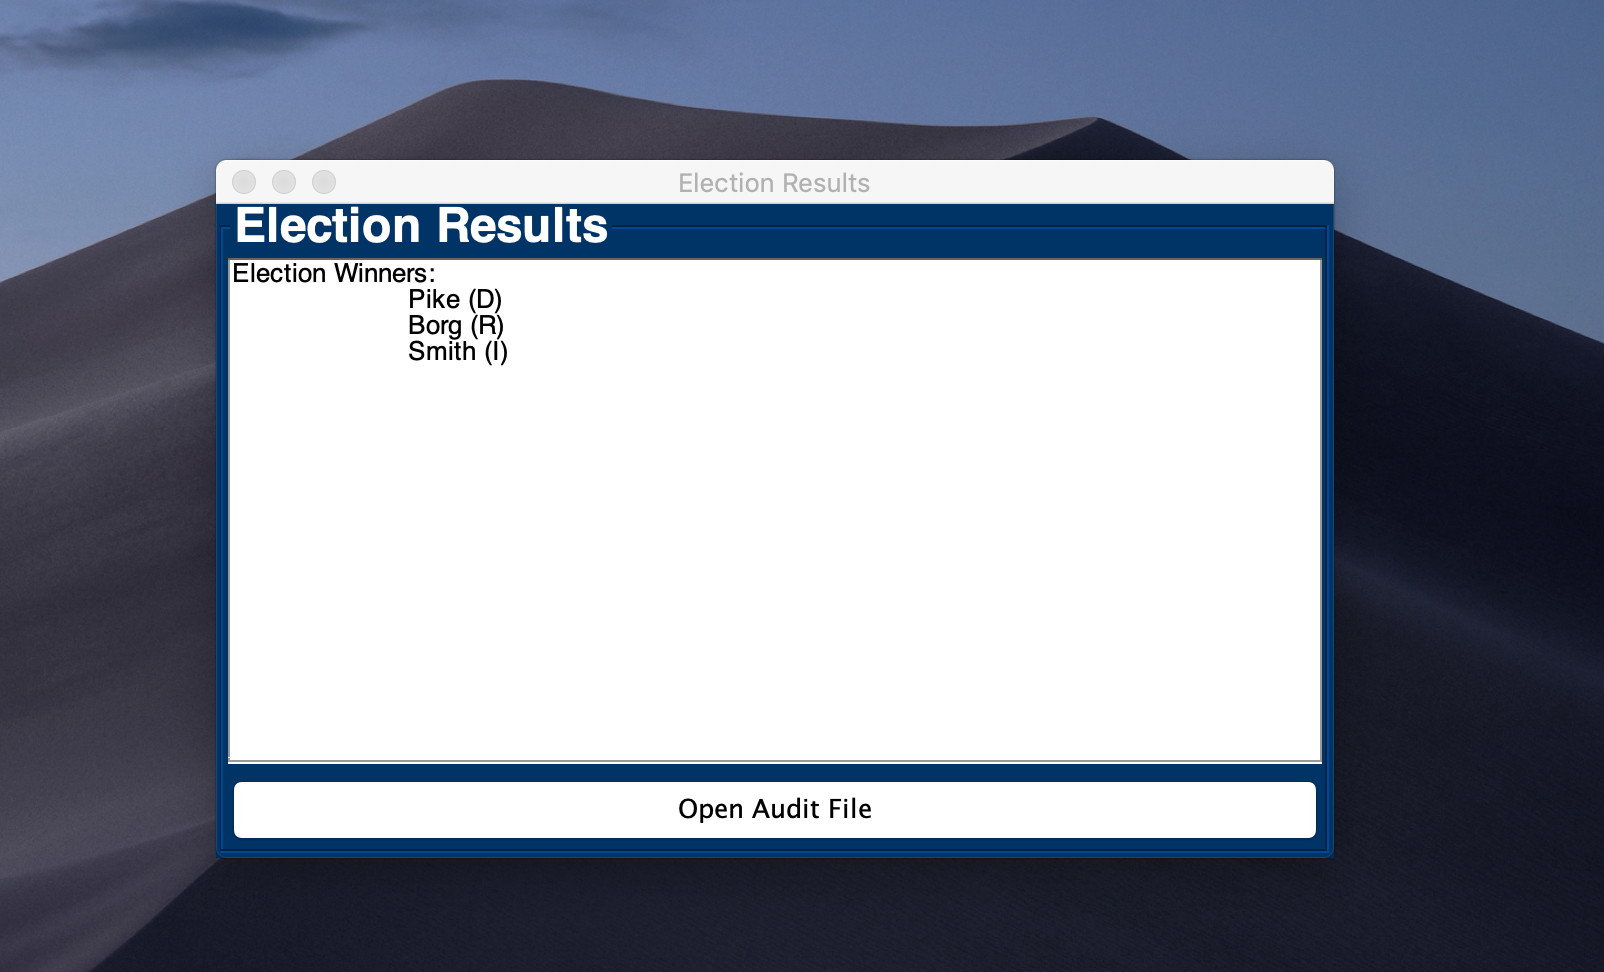 Election Results
Election Results
Election Winners:
Pike (D)
Borg (R)
Smith (I)
Open Audit File